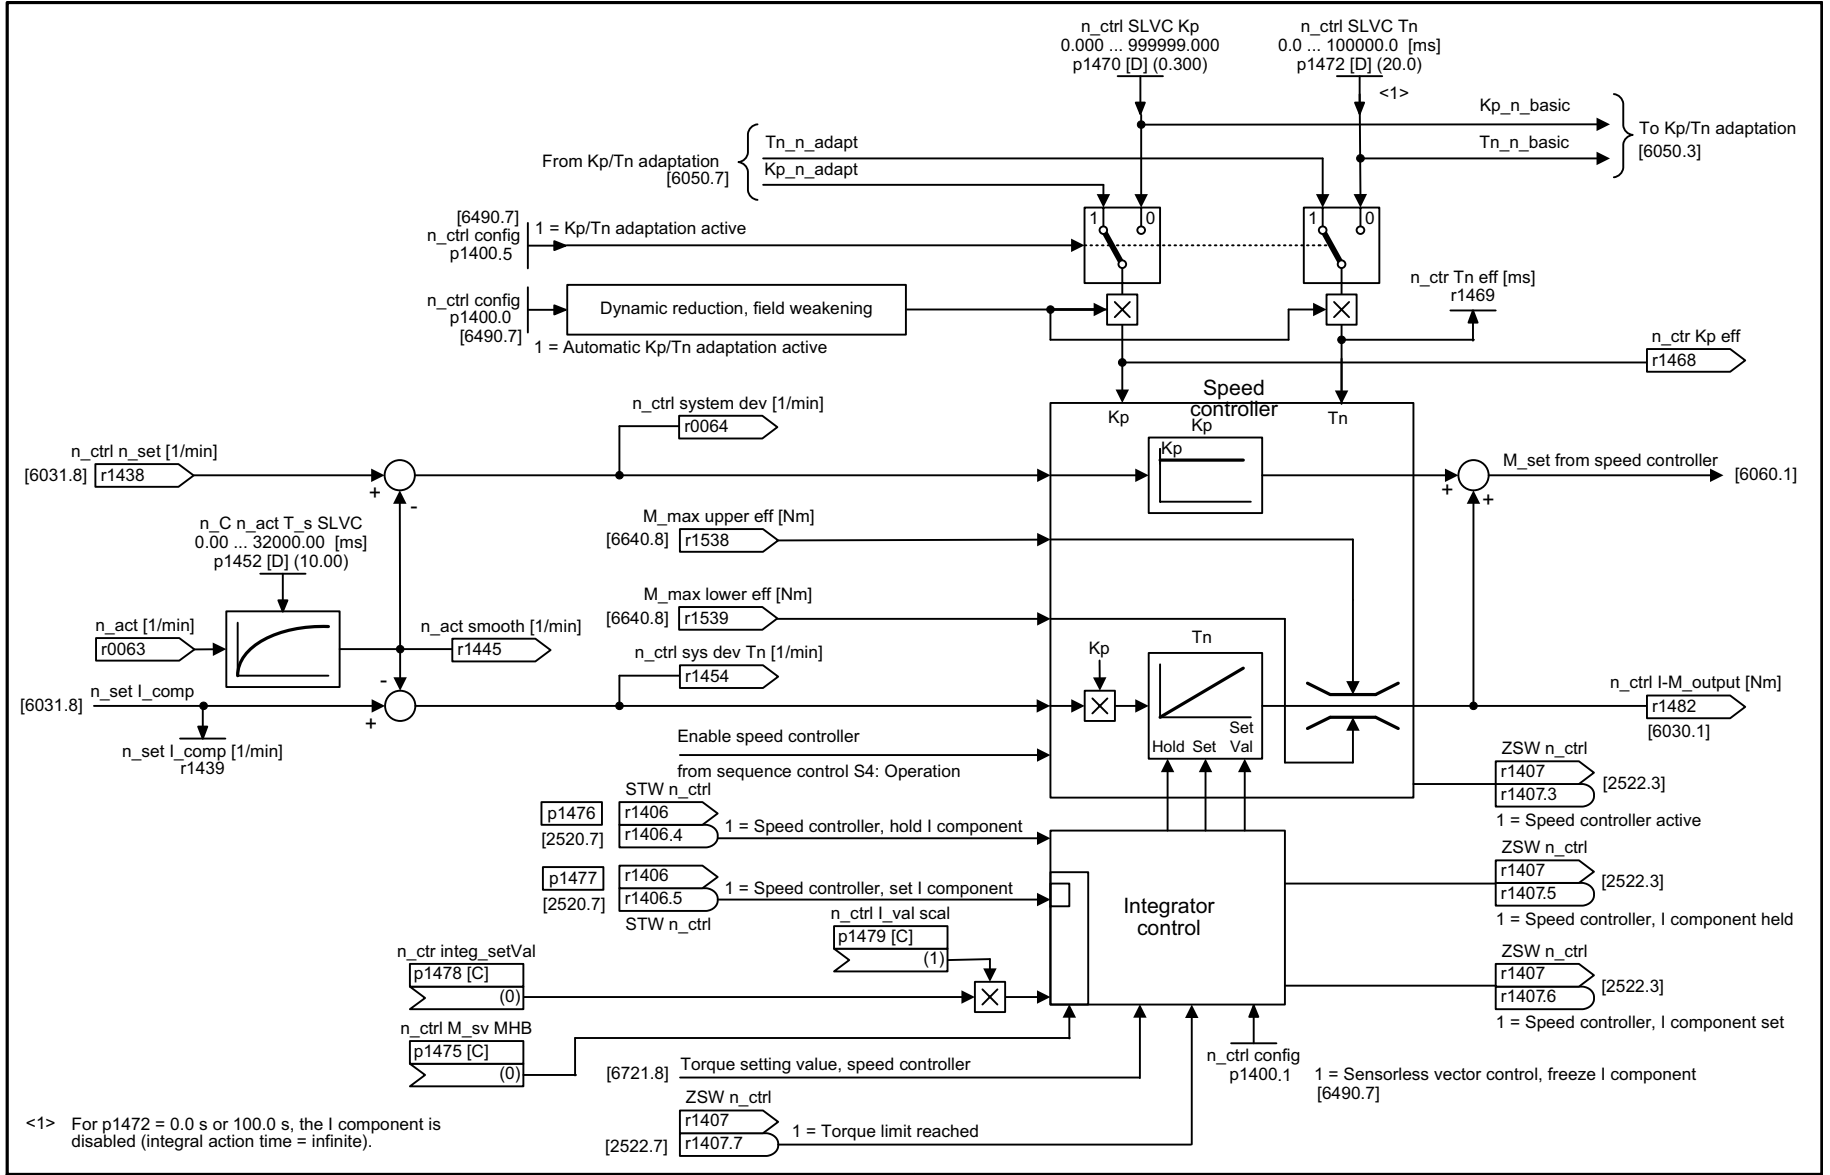 n_ctrl SLVC Kp
0.000 ... 999999.000
p1470 [D] (0.300)
n_ctrl SLVC Tn
0.0 ... 100000.0 [ms]
p1472 [D] (20.0)
<1>
Kp_n_basic
Tn_n_basic
To Kp/Tn adaptation
[6050.3]
From Kp/Tn adaptation
[6050.7]
Tn_n_adapt
Kp_n_adapt
1
0
1
0
[6490.7]
n_ctrl config
p1400.5
1 = Kp/Tn adaptation active
n_ctrl config
p1400.0
[6490.7]
Dynamic reduction, field weakening
1 = Automatic Kp/Tn adaptation active
n_ctr Tn eff [ms]
r1469
n_ctr Kp eff
r1468
Speed
controller
Kp
Tn
Kp
Kp
n_ctrl system dev [1/min]
r0064
n_ctrl n_set [1/min]
[6031.8]
r1438
+
-
+
+
M_set from speed controller
[6060.1]
n_C n_act T_s SLVC
0.00 ... 32000.00 [ms]
p1452 [D] (10.00)
M_max upper eff [Nm]
[6640.8]
r1538
M_max lower eff [Nm]
[6640.8]
r1539
n_act [1/min]
r0063
n_act smooth [1/min]
r1445
n_ctrl sys dev Tn [1/min]
r1454
Kp
Tn
Hold
Set
Set
Val
[6031.8]
n_set I_comp
-
+
n_set I_comp [1/min]
r1439
n_ctrl I-M_output [Nm]
r1482
[6030.1]
Enable speed controller
from sequence control S4: Operation
ZSW n_ctrl
r1407
r1407.3
[2522.3]
1 = Speed controller active
STW n_ctrl
p1476
[2520.7]
r1406
r1406.4
1 = Speed controller, hold I component
p1477
[2520.7]
r1406
r1406.5
STW n_ctrl
1 = Speed controller, set I component
Integrator
control
ZSW n_ctrl
r1407
r1407.5
[2522.3]
1 = Speed controller, I component held
n_ctrl I_val scal
p1479 [C]
(1)
n_ctr integ_setVal
p1478 [C]
(0)
ZSW n_ctrl
r1407
r1407.6
[2522.3]
1 = Speed controller, I component set
n_ctrl M_sv MHB
p1475 [C]
(0)
[6721.8]
Torque setting value, speed controller
n_ctrl config
p1400.1
1 = Sensorless vector control, freeze I component
[6490.7]
ZSW n_ctrl
r1407
r1407.7
[2522.7]
1 = Torque limit reached
<1> For p1472 = 0.0 s or 100.0 s, the I component is
disabled (integral action time = infinite).